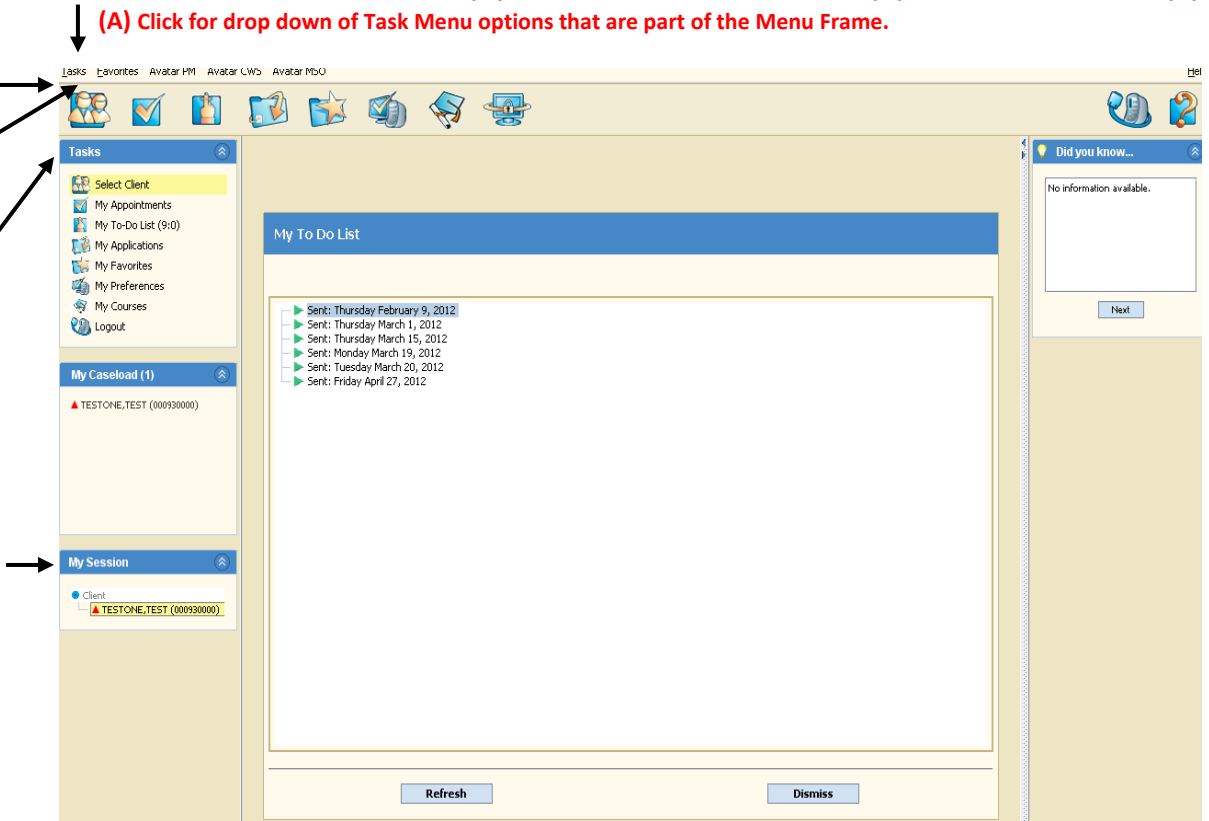 (A) Click for drop down of Task Menu options that are part of the Menu Frame.
Tasks Favorites Avatar PM Avatar CWS Avatar MSO
Tasks
Select Client
My Appointments
My To-Do List (9:0)
My Applications
My Favorites
My Preferences
My Courses
Logout
My Caseload (1)
TESTONE,TEST (000930000)
My Session
Client
TESTONE,TEST (000930000)
My To Do List
Sent: Thursday February 9, 2012
Sent: Thursday March 1, 2012
Sent: Thursday March 15, 2012
Sent: Monday March 19, 2012
Sent: Tuesday March 20, 2012
Sent: Friday April 27, 2012
Refresh Dismiss
Did you know...
No information available.
Next